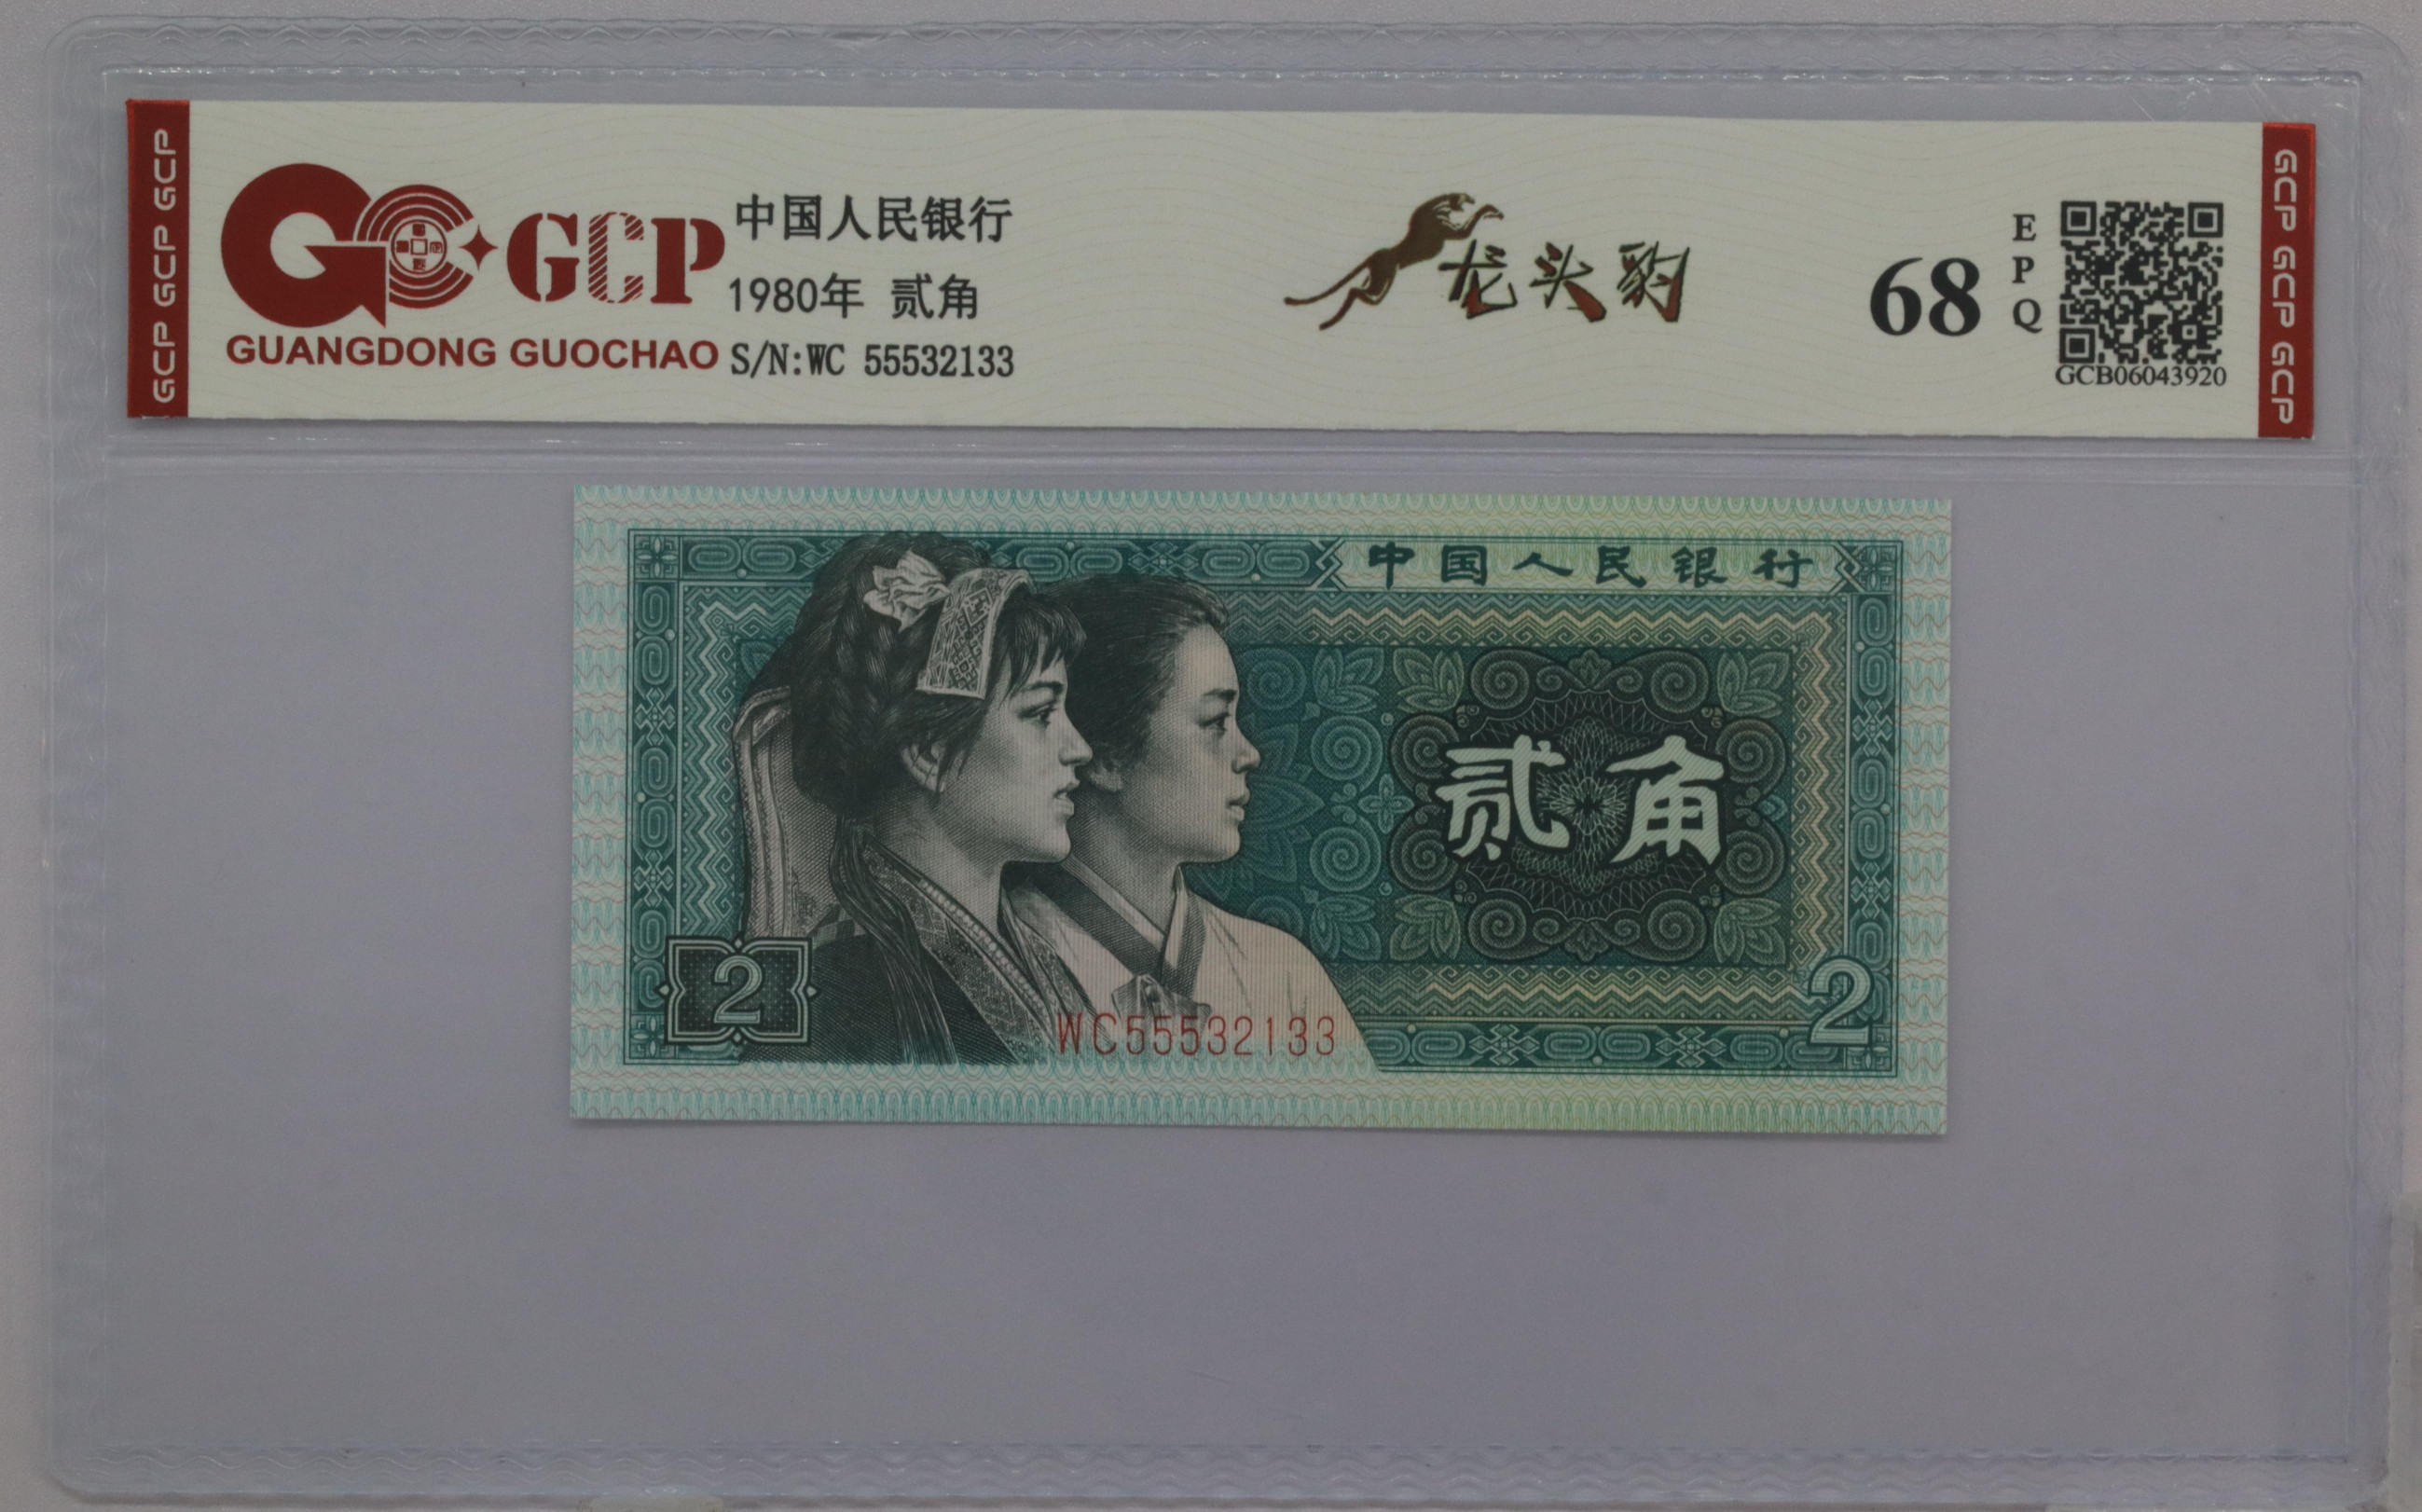 GCP GCP GCP
GCP
GUANGDONG GUOCHAO
中国人民银行
1980年 贰角
S/N:WC 55532133
龙头豹
68
EPQ
GCB06043920
GCP GCP GCP
中国人民银行
贰角
2
WC55532133
2